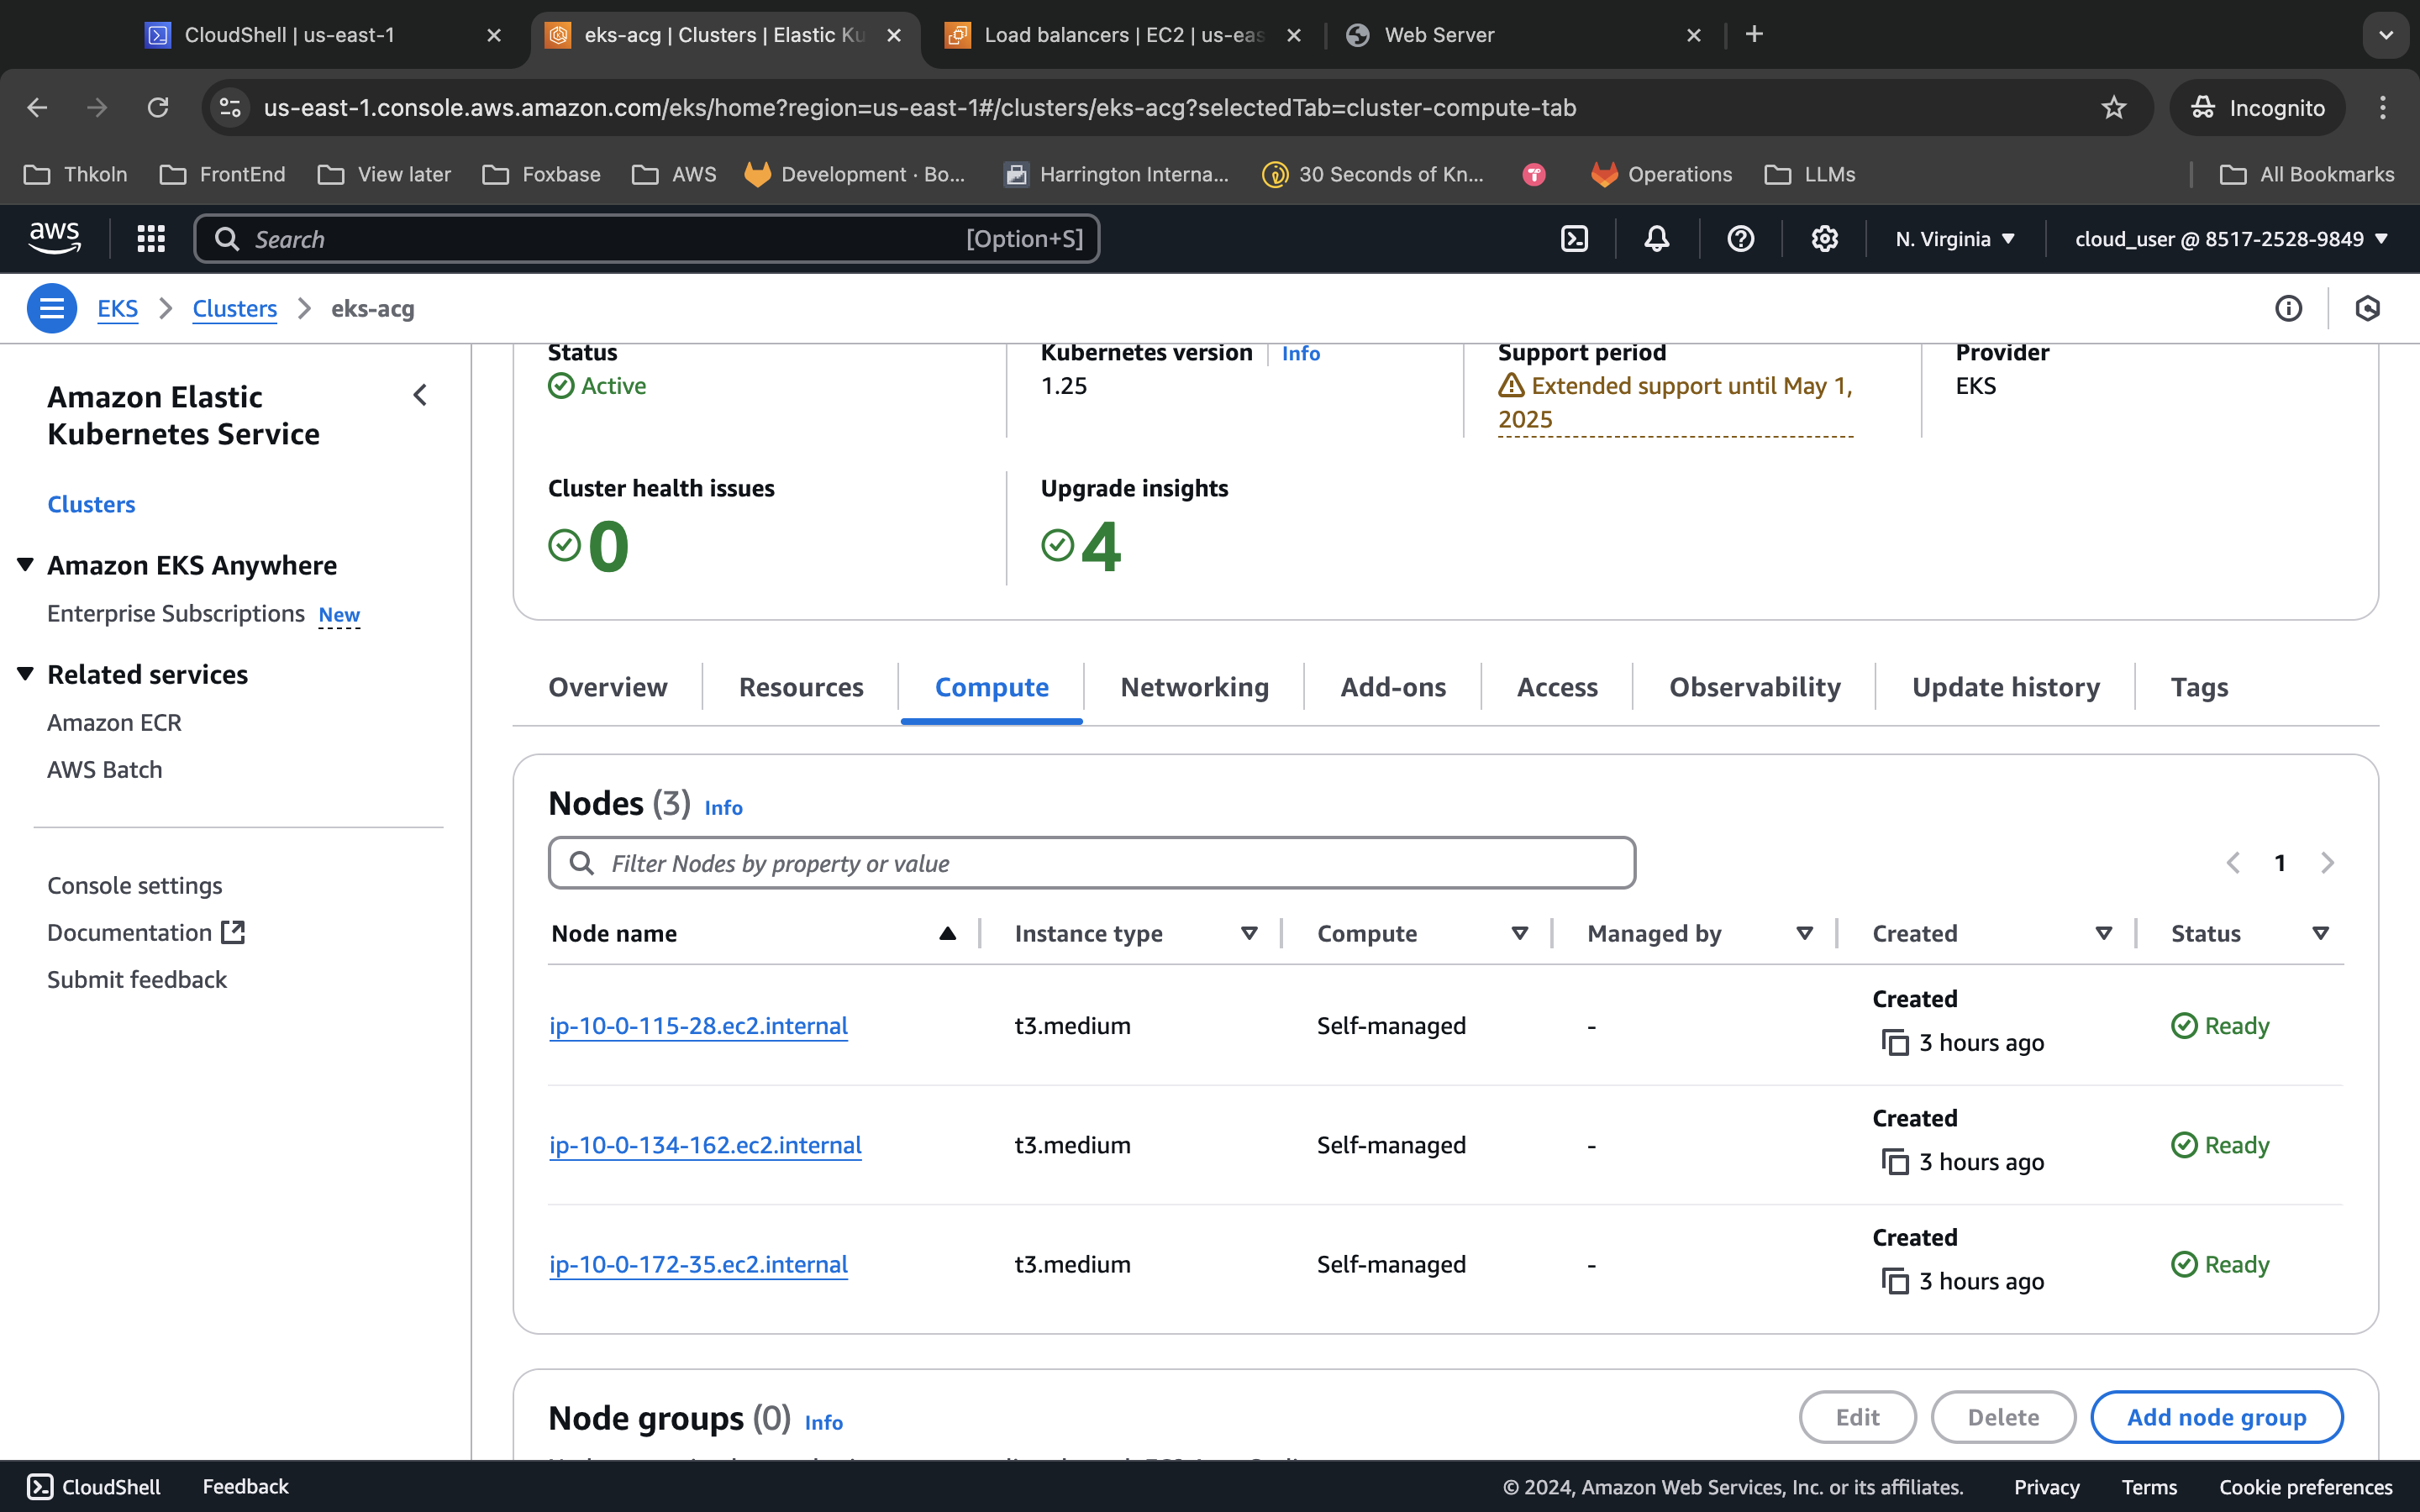 CloudShell | us-east-1
eks-acg | Clusters | Elastic Ku
Load balancers | EC2 | us-eas
Web Server
us-east-1.console.aws.amazon.com/eks/home?region=us-east-1#/clusters/eks-acg?selectedTab=cluster-compute-tab
Incognito
Thkoln
FrontEnd
View later
Foxbase
AWS
Development · Bo...
Harrington Interna...
30 Seconds of Kn...
Operations
LLMs
All Bookmarks
aws
Search
[Option+S]
N. Virginia
cloud_user @ 8517-2528-9849
EKS
Clusters
eks-acg
Amazon Elastic
Kubernetes Service
Clusters
Amazon EKS Anywhere
Enterprise Subscriptions New
Related services
Amazon ECR
AWS Batch
Console settings
Documentation
Submit feedback
Status
Active
Kubernetes version
Info
1.25
Support period
Extended support until May 1,
2025
Provider
EKS
Cluster health issues
0
Upgrade insights
4
Overview
Resources
Compute
Networking
Add-ons
Access
Observability
Update history
Tags
Nodes (3) Info
Filter Nodes by property or value
1
Node name
Instance type
Compute
Managed by
Created
Status
ip-10-0-115-28.ec2.internal
t3.medium
Self-managed
-
Created
3 hours ago
Ready
ip-10-0-134-162.ec2.internal
t3.medium
Self-managed
-
Created
3 hours ago
Ready
ip-10-0-172-35.ec2.internal
t3.medium
Self-managed
-
Created
3 hours ago
Ready
Node groups (0) Info
Edit
Delete
Add node group
CloudShell
Feedback
© 2024, Amazon Web Services, Inc. or its affiliates.
Privacy
Terms
Cookie preferences